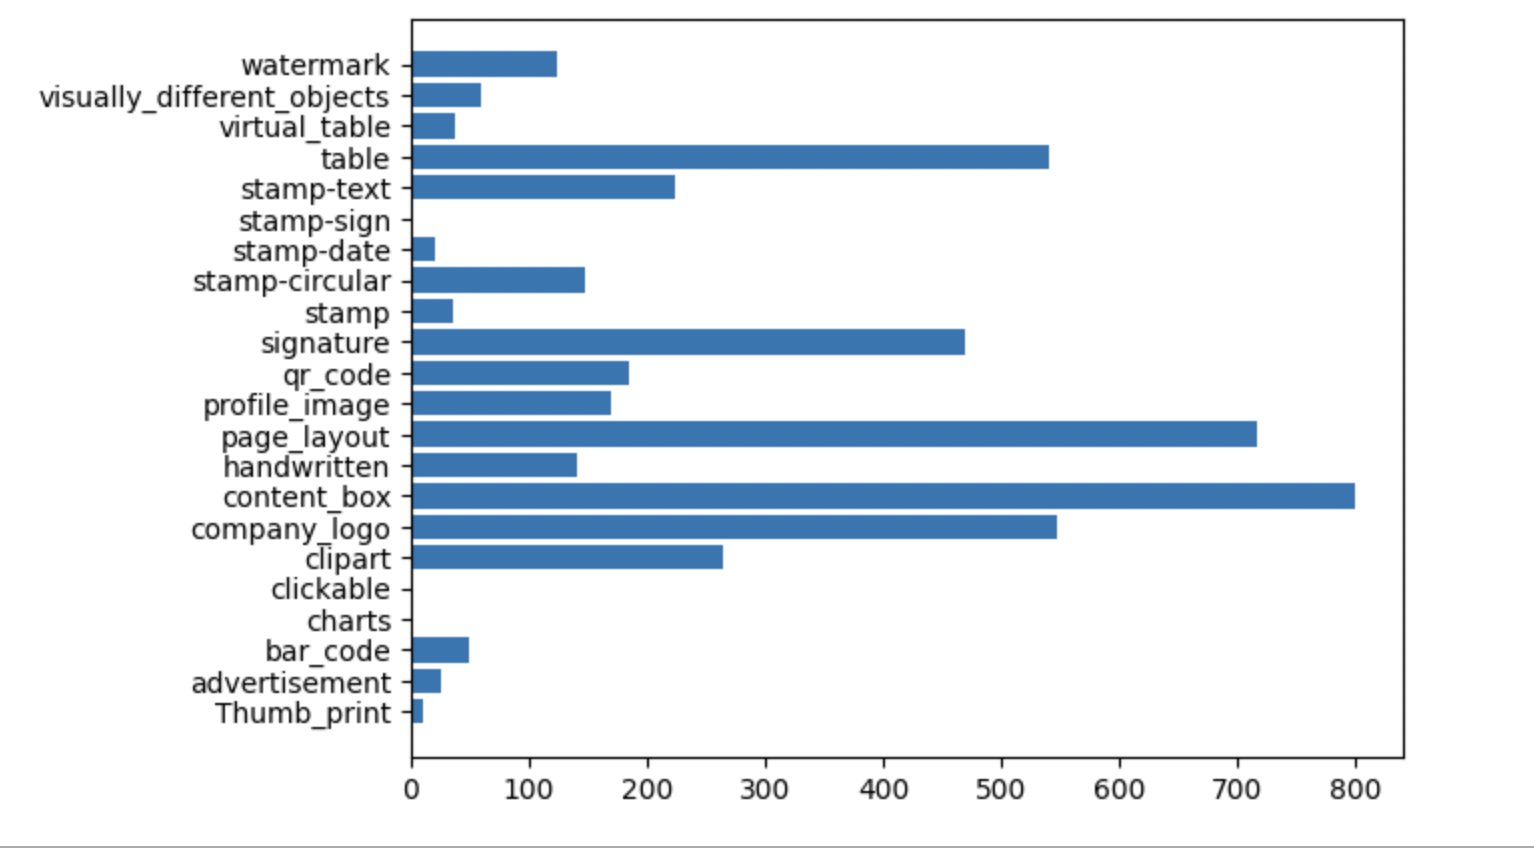 watermark
visually_different_objects
virtual_table
table
stamp-text
stamp-sign
stamp-date
stamp-circular
stamp
signature
qr_code
profile_image
page_layout
handwritten
content_box
company_logo
clipart
clickable
charts
bar_code
advertisement
Thumb_print
0 100 200 300 400 500 600 700 800